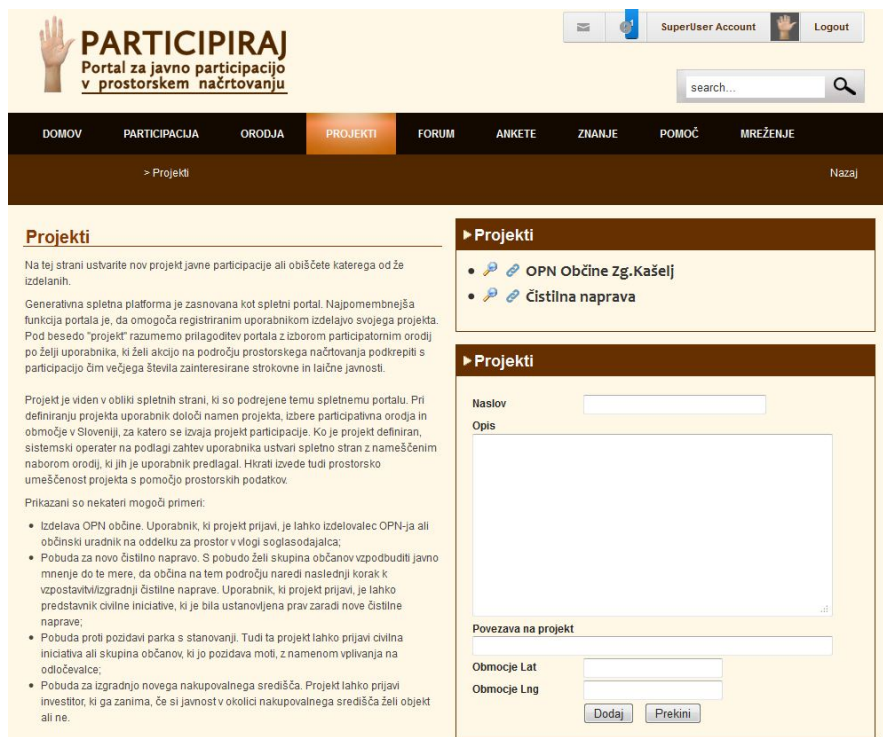 PARTICIPIRAJ
Portal za javno participacijo
v prostorskem načrtovanju
1
SuperUser Account
Logout
search...
DOMOV
PARTICIPACIJA
ORODJA
PROJEKTI
FORUM
ANKETE
ZNANJE
POMOČ
MREŽENJE
> Projekti
Nazaj
Projekti
Na tej strani ustvarite nov projekt javne participacije ali obiščete katerega od že
izdelanih.
Generativna spletna platforma je zasnovana kot spletni portal. Najpomembnejša
funkcija portala je, da omogoča registriranim uporabnikom izdelajvo svojega projekta.
Pod besedo "projekt" razumemo prilagoditev portala z izborom participatornim orodij
po želji uporabnika, ki želi akcijo na področju prostorskega načrtovanja podkrepiti s
participacijo čim večjega števila zainteresirane strokovne in laične javnosti.
Projekt je viden v obliki spletnih strani, ki so podrejene temu spletnemu portalu. Pri
definiranju projekta uporabnik določi namen projekta, izbere participativna orodja in
območje v Sloveniji, za katero se izvaja projekt participacije. Ko je projekt definiran,
sistemski operater na podlagi zahtev uporabnika ustvari spletno stran z nameščenim
naborom orodij, ki jih je uporabnik predlagal. Hkrati izvede tudi prostorsko
umeščenost projekta s pomočjo prostorskih podatkov.
Prikazani so nekateri mogoči primeri:
• Izdelava OPN občine. Uporabnik, ki projekt prijavi, je lahko izdelovalec OPN-ja ali
občinski uradnik na oddelku za prostor v vlogi soglasodajalca;
• Pobuda za novo čistilno napravo. S pobudo želi skupina občanov vzpodbuditi javno
mnenje do te mere, da občina na tem področju naredi naslednji korak k
vzpostavitvi/izgradnji čistilne naprave. Uporabnik, ki projekt prijavi, je lahko
predstavnik civilne iniciative, ki je bila ustanovljena prav zaradi nove čistilne
naprave;
• Pobuda proti pozidavi parka s stanovanji. Tudi ta projekt lahko prijavi civilna
iniciativa ali skupina občanov, ki jo pozidava moti, z namenom vplivanja na
odločevalce;
• Pobuda za izgradnjo novega nakupovalnega središča. Projekt lahko prijavi
investitor, ki ga zanima, če si javnost v okolici nakupovalnega središča želi objekt
ali ne.
Projekti
• OPN Občine Zg.Kašelj
• Čistilna naprava
Projekti
Naslov
Opis
Povezava na projekt
Obmocje Lat
Obmocje Lng
Dodaj
Prekini